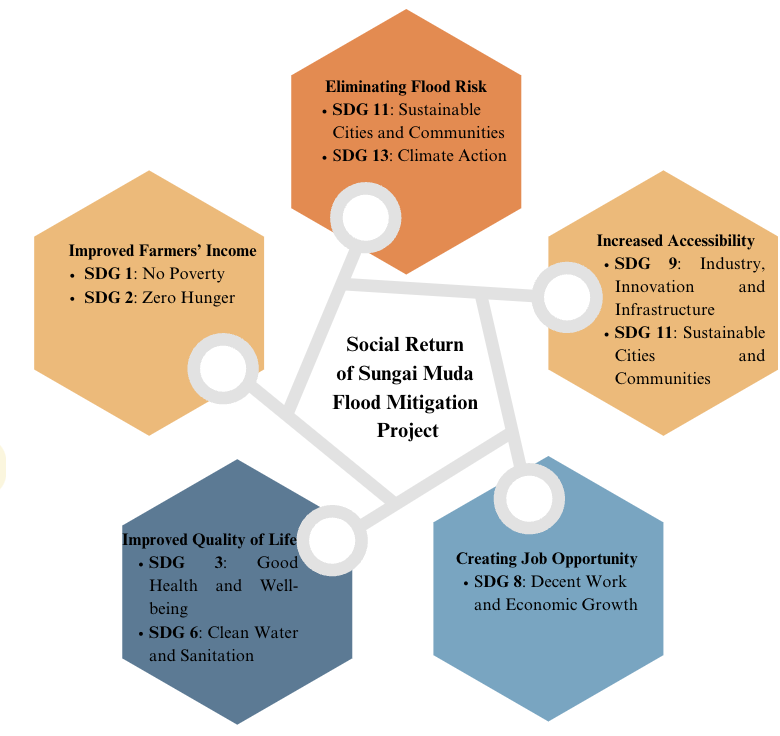 Eliminating Flood Risk
• SDG 11: Sustainable
Cities and Communities
• SDG 13: Climate Action
Improved Farmers' Income
• SDG 1: No Poverty
• SDG 2: Zero Hunger
Increased Accessibility
• SDG 9: Industry,
Innovation and
Infrastructure
• SDG 11: Sustainable
Cities and
Communities
Social Return
of Sungai Muda
Flood Mitigation
Project
Improved Quality of Life
• SDG 3: Good
Health and Well-
being
• SDG 6: Clean Water
and Sanitation
Creating Job Opportunity
• SDG 8: Decent Work
and Economic Growth